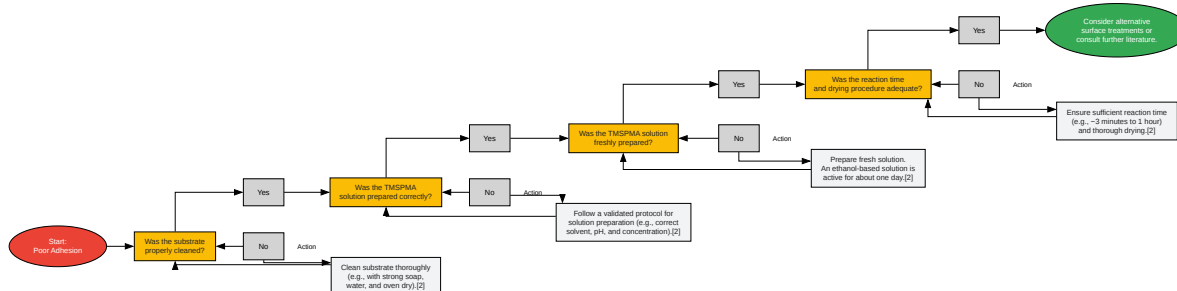 Start:
Poor Adhesion
Was the substrate
properly cleaned?
Yes
No
Action
Clean substrate thoroughly
(e.g., with strong soap,
water, and oven dry).[2]
Was the TMSPMA
solution prepared correctly?
Yes
No
Action
Follow a validated protocol for
solution preparation (e.g., correct
solvent, pH, and concentration).[2]
Was the TMSPMA solution
freshly prepared?
Yes
No
Action
Prepare fresh solution.
An ethanol-based solution is
active for about one day.[2]
Was the reaction time
and drying procedure adequate?
Yes
No
Action
Ensure sufficient reaction time
(e.g., ~3 minutes to 1 hour)
and thorough drying.[2]
Consider alternative
surface treatments or
consult further literature.